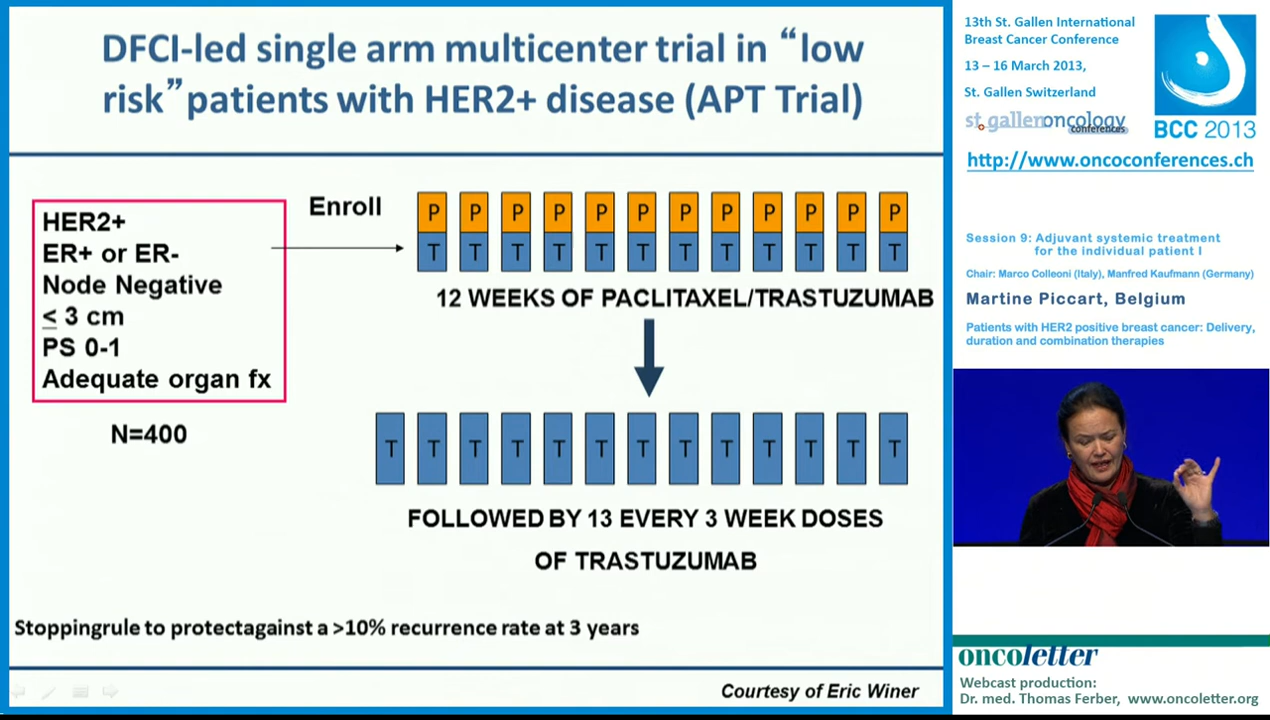 DFCI-led single arm multicenter trial in “low
risk” patients with HER2+ disease (APT Trial)
HER2+
ER+ or ER-
Node Negative
≤ 3 cm
PS 0-1
Adequate organ fx
N=400
Enroll
P P P P P P P P P P P P
T T T T T T T T T T T T
12 WEEKS OF PACLITAXEL/TRASTUZUMAB
T T T T T T T T T T T T T
FOLLOWED BY 13 EVERY 3 WEEK DOSES
OF TRASTUZUMAB
Stoppingrule to protectagainst a >10% recurrence rate at 3 years
Courtesy of Eric Winer
13th St. Gallen International
Breast Cancer Conference
13 – 16 March 2013,
St. Gallen Switzerland
st.gallenoncology
conferences
BCC 2013
http://www.oncoconferences.ch
Session 9: Adjuvant systemic treatment
for the individual patient I
Chair: Marco Colleoni (Italy), Manfred Kaufmann (Germany)
Martine Piccart, Belgium
Patients with HER2 positive breast cancer: Delivery,
duration and combination therapies
oncoletter
Webcast production:
Dr. med. Thomas Ferber, www.oncoletter.org